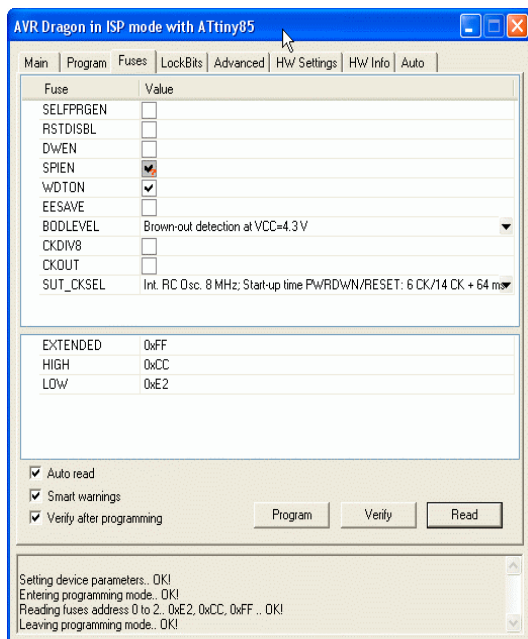 AVR Dragon in ISP mode with ATtiny85
Main Program Fuses LockBits Advanced HW Settings HW Info Auto
Fuse Value
SELFPRGEN
RSTDISBL
DWEN
SPIEN
WDTON
EESAVE
BODLEVEL Brown-out detection at VCC=4.3 V
CKDIV8
CKOUT
SUT_CKSEL Int. RC Osc. 8 MHz; Start-up time PWRDWN/RESET: 6 CK/14 CK + 64 ms
EXTENDED 0xFF
HIGH 0xCC
LOW 0xE2
Auto read
Smart warnings
Verify after programming
Program Verify Read
Setting device parameters.. OK!
Entering programming mode.. OK!
Reading fuses address 0 to 2.. 0xE2, 0xCC, 0xFF .. OK!
Leaving programming mode.. OK!